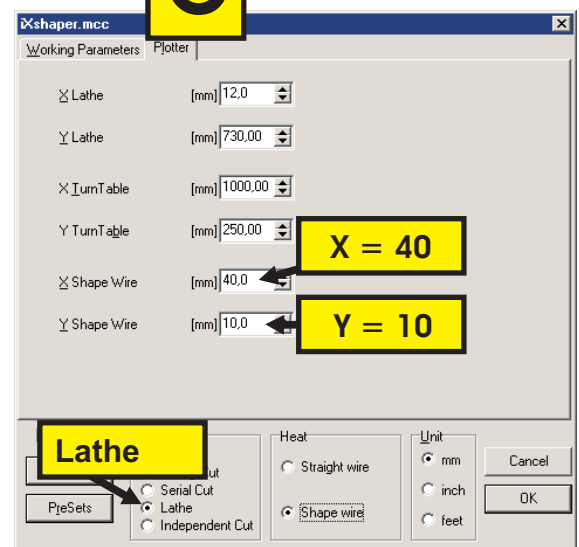 iXshaper.mcc
Working Parameters Plotter
X Lathe [mm] 12,0
Y Lathe [mm] 730,00
X TurnTable [mm] 1000,00
Y TurnTable [mm] 250,00
X = 40
X Shape Wire [mm] 40,0
Y Shape Wire [mm] 10,0
Y = 10
Lathe
Heat
Unit
Straight wire
mm
Cancel
Serial Cut
inch
OK
PreSets
Lathe
Shape wire
Independent Cut
feet